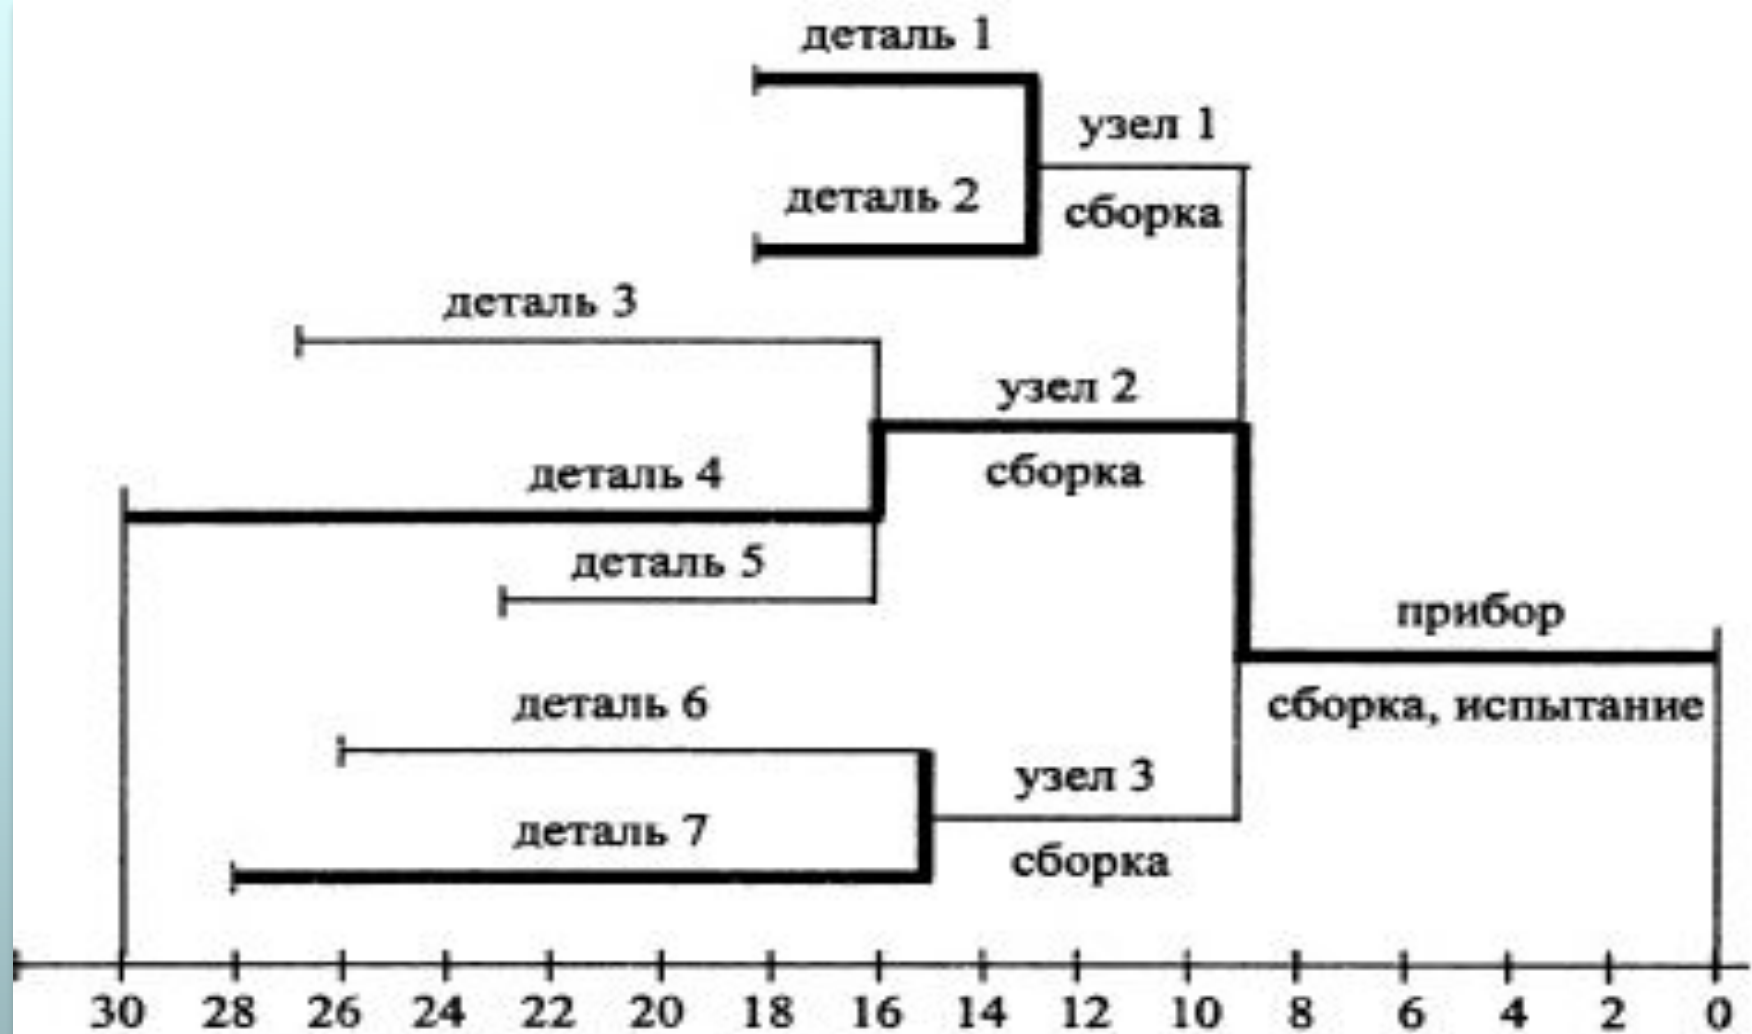 деталь 1
узел 1
деталь 2
сборка
деталь 3
узел 2
деталь 4
сборка
деталь 5
прибор
деталь 6
сборка, испытание
узел 3
деталь 7
сборка
30 28 26 24 22 20 18 16 14 12 10 8 6 4 2 0